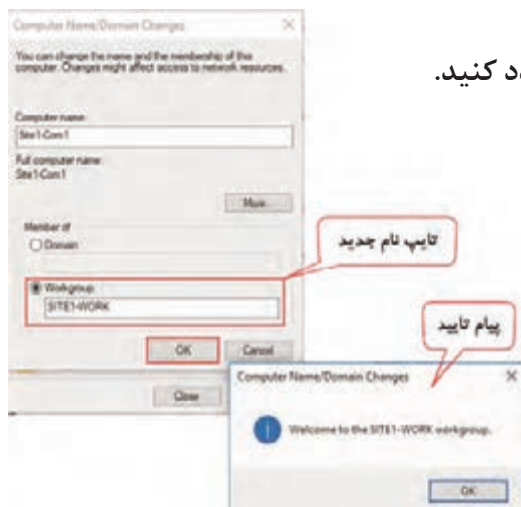 Computer Name/Domain Changes
You can change the name and the membership of this
computer. Changes might affect access to network resources.
د کنید.
Computer name:
Site1-Com1
Full computer name:
Site1-Com1
More...
Member of
Domain:
Workgroup:
SITE1-WORK
OK
Cancel
Close
تایپ نام جدید
پیام تایید
Computer Name/Domain Changes
Welcome to the SITE1-WORK workgroup.
OK